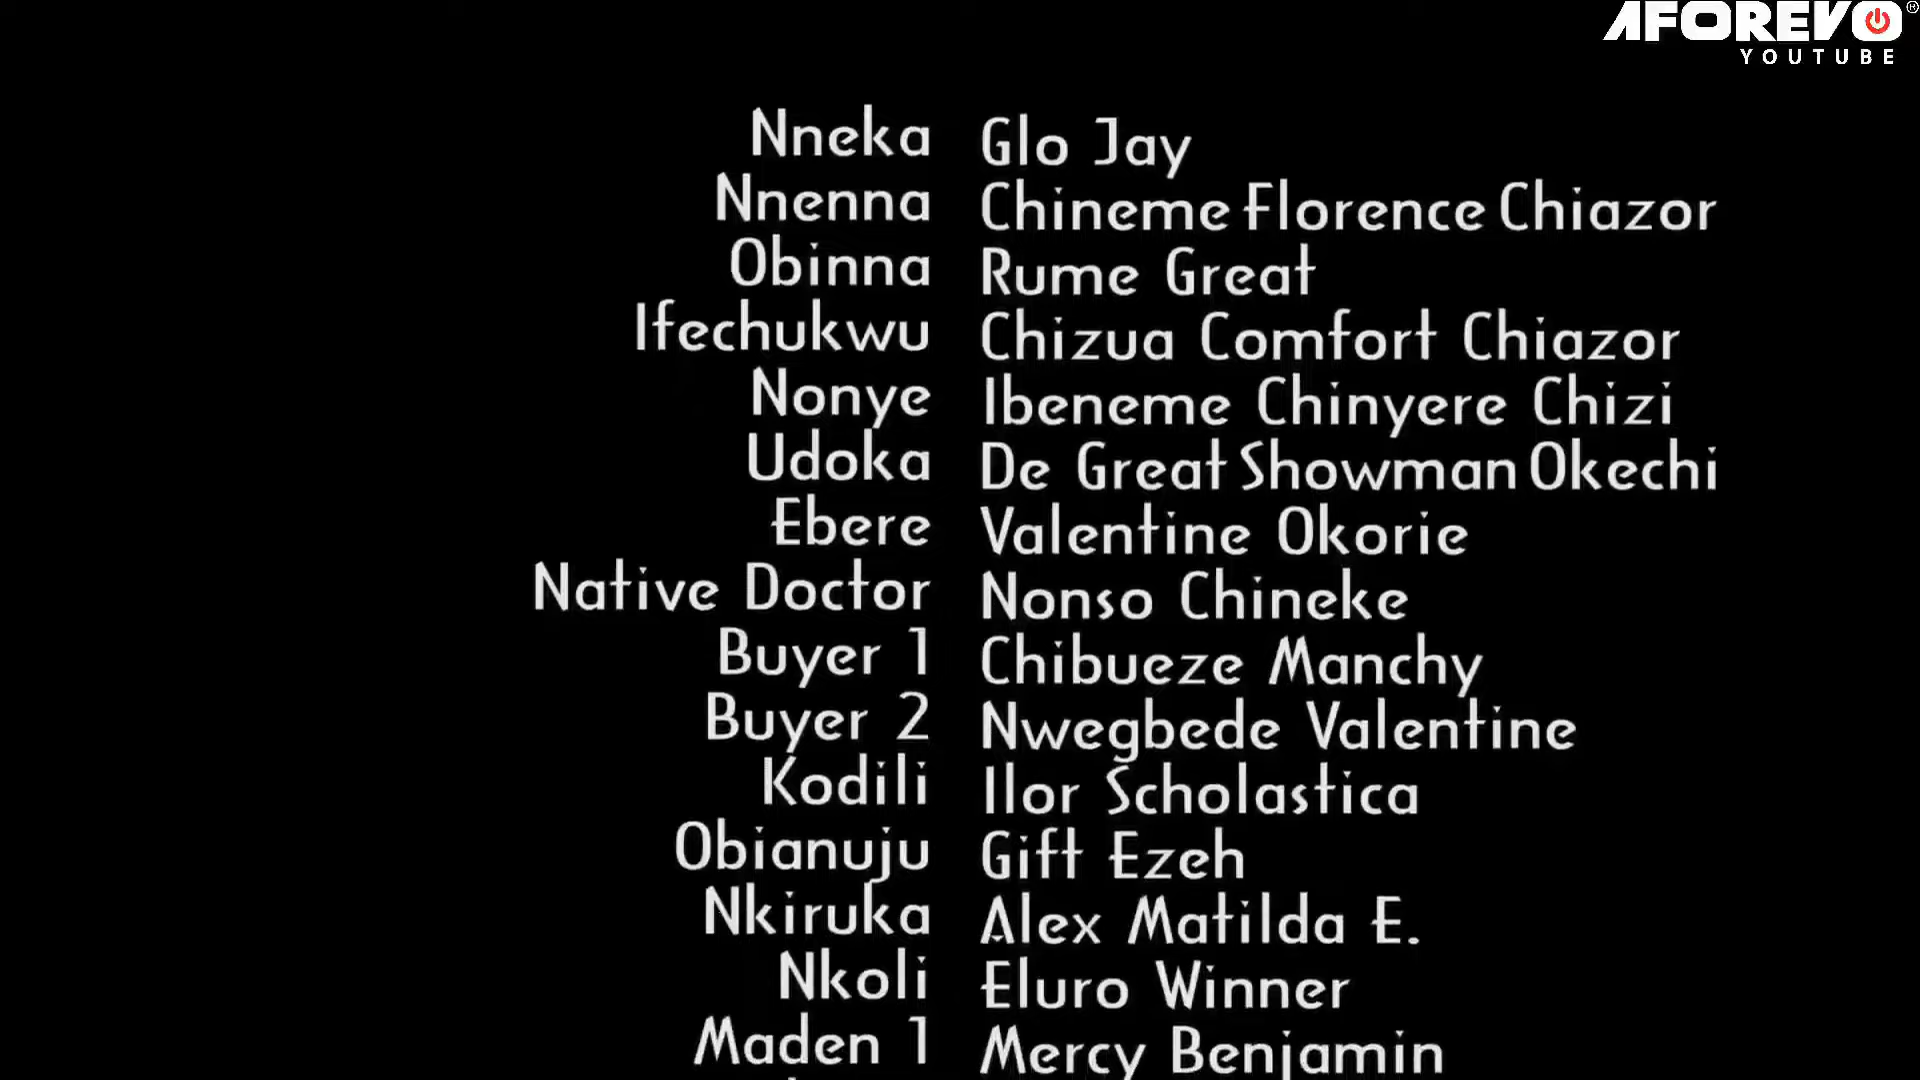 AFOREVO®
YOUTUBE
Nneka Glo Jay
Nnenna Chineme Florence Chiazor
Obinna Rume Great
Ifechukwu Chizua Comfort Chiazor
Nonye Ibeneme Chinyere Chizi
Udoka De Great Showman Okechi
Ebere Valentine Okorie
Native Doctor Nonso Chineke
Buyer 1 Chibueze Manchy
Buyer 2 Nwegbede Valentine
Kodili Ilor Scholastica
Obianuju Gift Ezeh
Nkiruka Alex Matilda E.
Nkoli Eluro Winner
Maden 1 Mercy Benjamin